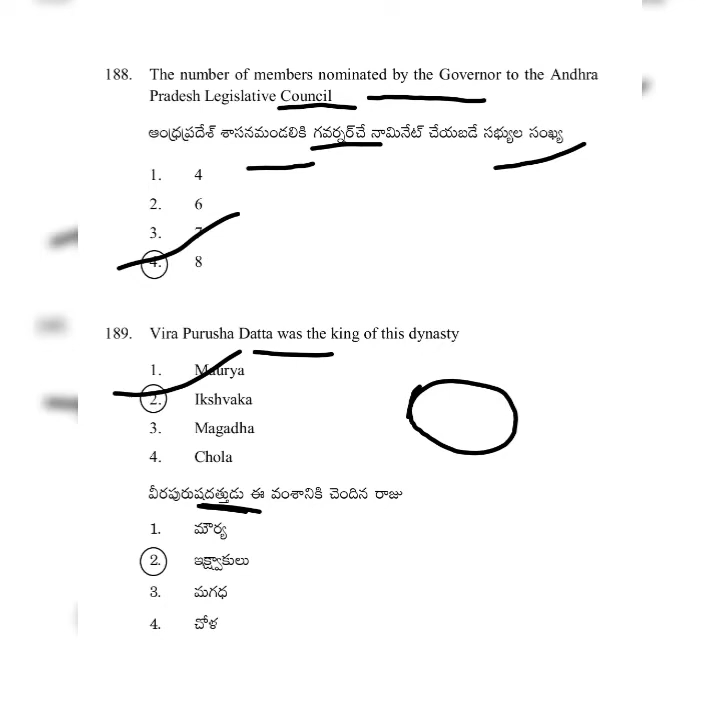 188. The number of members nominated by the Governor to the Andhra
Pradesh Legislative Council
ఆంధ్రప్రదేశ్ శాసనమండలికి గవర్నర్‌చే నామినేట్ చేయబడే సభ్యుల సంఖ్య
1. 4
2. 6
3. 7
4. 8
189. Vira Purusha Datta was the king of this dynasty
1. Maurya
2. Ikshvaka
3. Magadha
4. Chola
వీరపురుషదత్తుడు ఈ వంశానికి చెందిన రాజు
1. మౌర్య
2. ఇక్ష్వాకులు
3. మగధ
4. చోళ